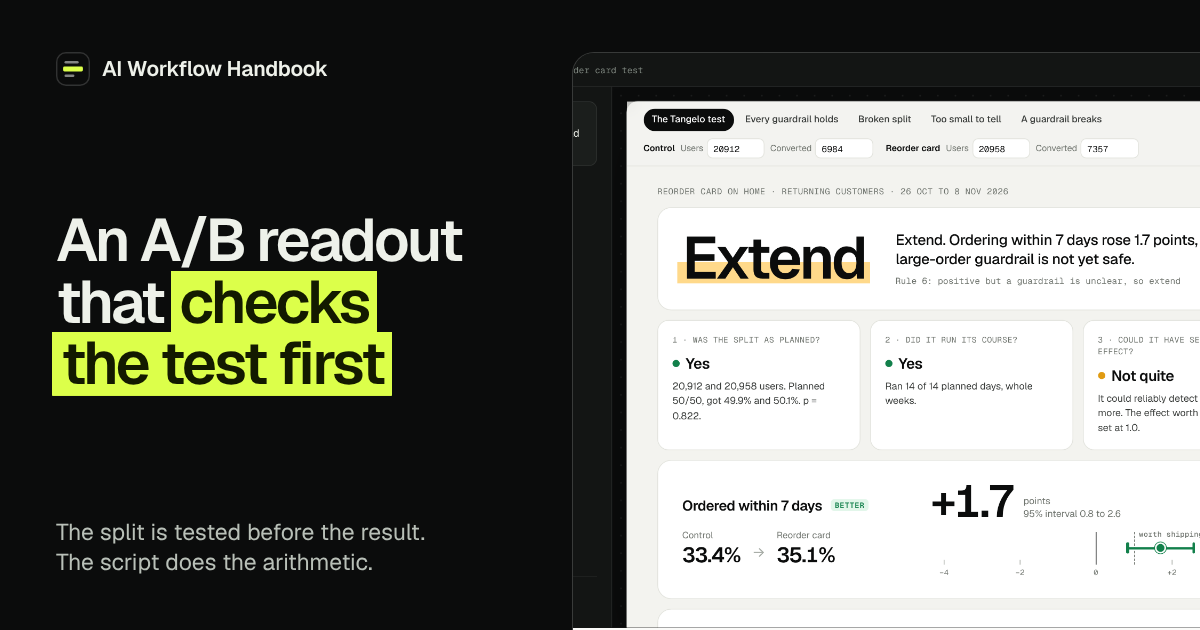 AI Workflow Handbook
An A/B readout
that checks
the test first
The split is tested before the result.
The script does the arithmetic.
der card test
d
The Tangelo test Every guardrail holds Broken split Too small to tell A guardrail breaks
Control Users 20912 Converted 6984 Reorder card Users 20958 Converted 7357
REORDER CARD ON HOME · RETURNING CUSTOMERS · 26 OCT TO 8 NOV 2026
Extend
Extend. Ordering within 7 days rose 1.7 points,
large-order guardrail is not yet safe.
Rule 6: positive but a guardrail is unclear, so extend
1 · WAS THE SPLIT AS PLANNED?
Yes
20,912 and 20,958 users. Planned
50/50, got 49.9% and 50.1%. p =
0.822.
2 · DID IT RUN ITS COURSE?
Yes
Ran 14 of 14 planned days, whole
weeks.
3 · COULD IT HAVE SE
EFFECT?
Not quite
It could reliably detect
more. The effect worth
set at 1.0.
Ordered within 7 days BETTER
Control Reorder card
33.4% → 35.1%
+1.7 points
95% interval 0.8 to 2.6
worth shipping
−4 −2 0 +2